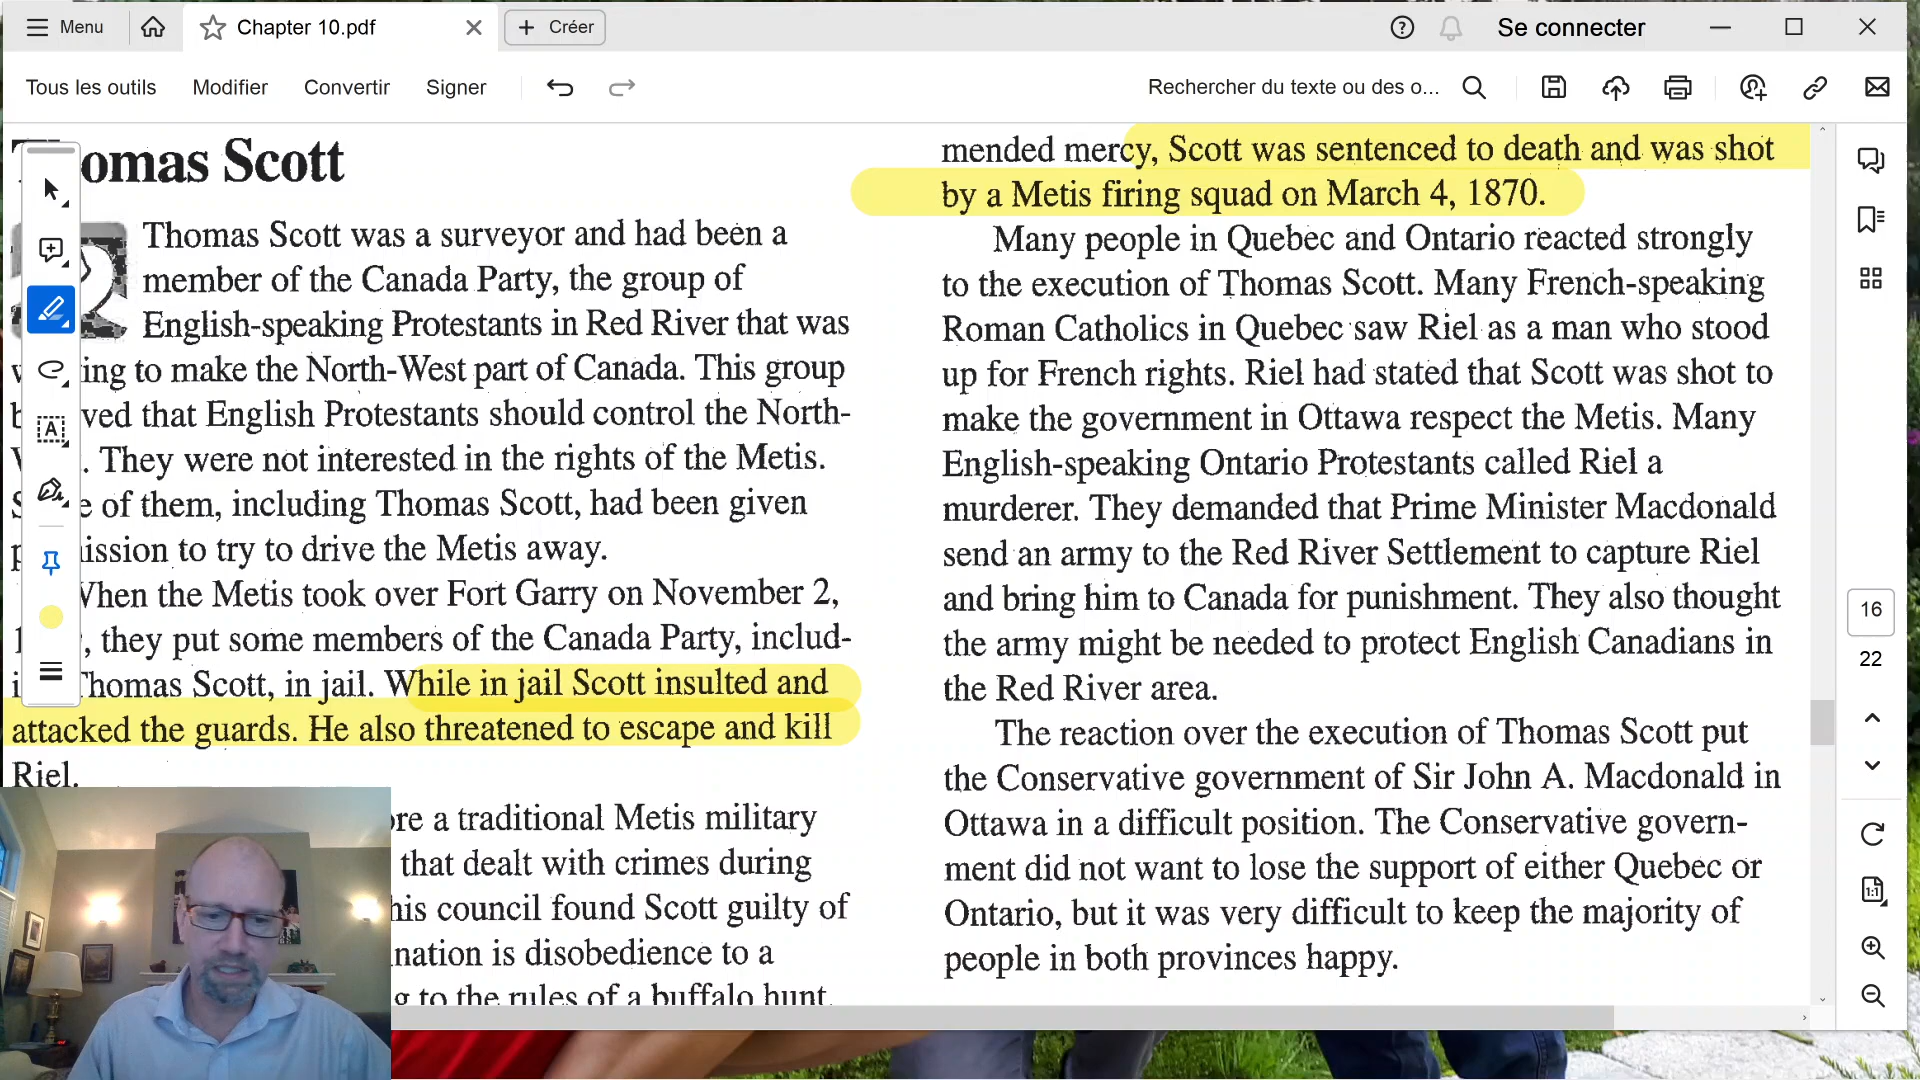 Menu
Chapter 10.pdf
Créer
Se connecter
Tous les outils
Modifier
Convertir
Signer
Rechercher du texte ou des o...
omas Scott
Thomas Scott was a surveyor and had been a
member of the Canada Party, the group of
English-speaking Protestants in Red River that was
ing to make the North-West part of Canada. This group
ved that English Protestants should control the North-
. They were not interested in the rights of the Metis.
e of them, including Thomas Scott, had been given
ission to try to drive the Metis away.
hen the Metis took over Fort Garry on November 2,
, they put some members of the Canada Party, includ-
Thomas Scott, in jail. While in jail Scott insulted and
attacked the guards. He also threatened to escape and kill
Riel.
re a traditional Metis military
that dealt with crimes during
his council found Scott guilty of
nation is disobedience to a
g to the rules of a buffalo hunt.
mended mercy, Scott was sentenced to death and was shot
by a Metis firing squad on March 4, 1870.
Many people in Quebec and Ontario reacted strongly
to the execution of Thomas Scott. Many French-speaking
Roman Catholics in Quebec saw Riel as a man who stood
up for French rights. Riel had stated that Scott was shot to
make the government in Ottawa respect the Metis. Many
English-speaking Ontario Protestants called Riel a
murderer. They demanded that Prime Minister Macdonald
send an army to the Red River Settlement to capture Riel
and bring him to Canada for punishment. They also thought
the army might be needed to protect English Canadians in
the Red River area.
The reaction over the execution of Thomas Scott put
the Conservative government of Sir John A. Macdonald in
Ottawa in a difficult position. The Conservative govern-
ment did not want to lose the support of either Quebec or
Ontario, but it was very difficult to keep the majority of
people in both provinces happy.
16
22
1:1